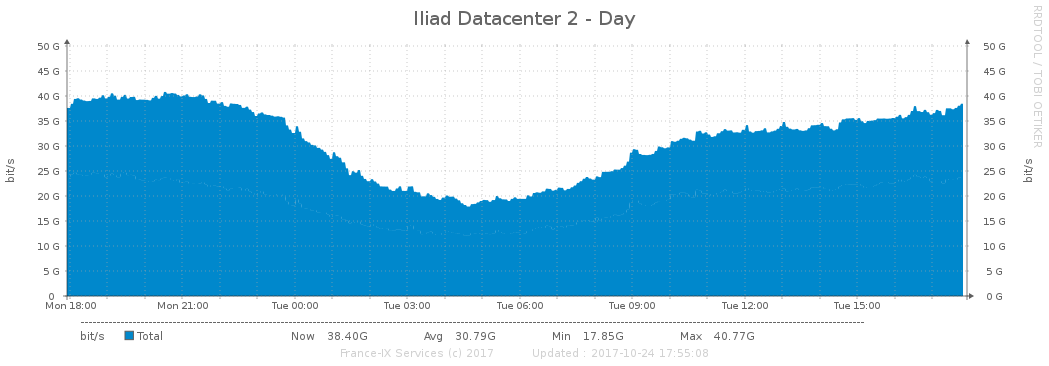 Iliad Datacenter 2 - Day
RRDTOOL / TOBI OETIKER
50 G 50 G
45 G 45 G
40 G 40 G
35 G 35 G
30 G 30 G
25 G 25 G
20 G 20 G
15 G 15 G
10 G 10 G
5 G 5 G
0 0 G
bit/s
bit/s
Mon 18:00 Mon 21:00 Tue 00:00 Tue 03:00 Tue 06:00 Tue 09:00 Tue 12:00 Tue 15:00
bit/s Total Now 38.40G Avg 30.79G Min 17.85G Max 40.77G
France-IX Services (c) 2017 Updated : 2017-10-24 17:55:08